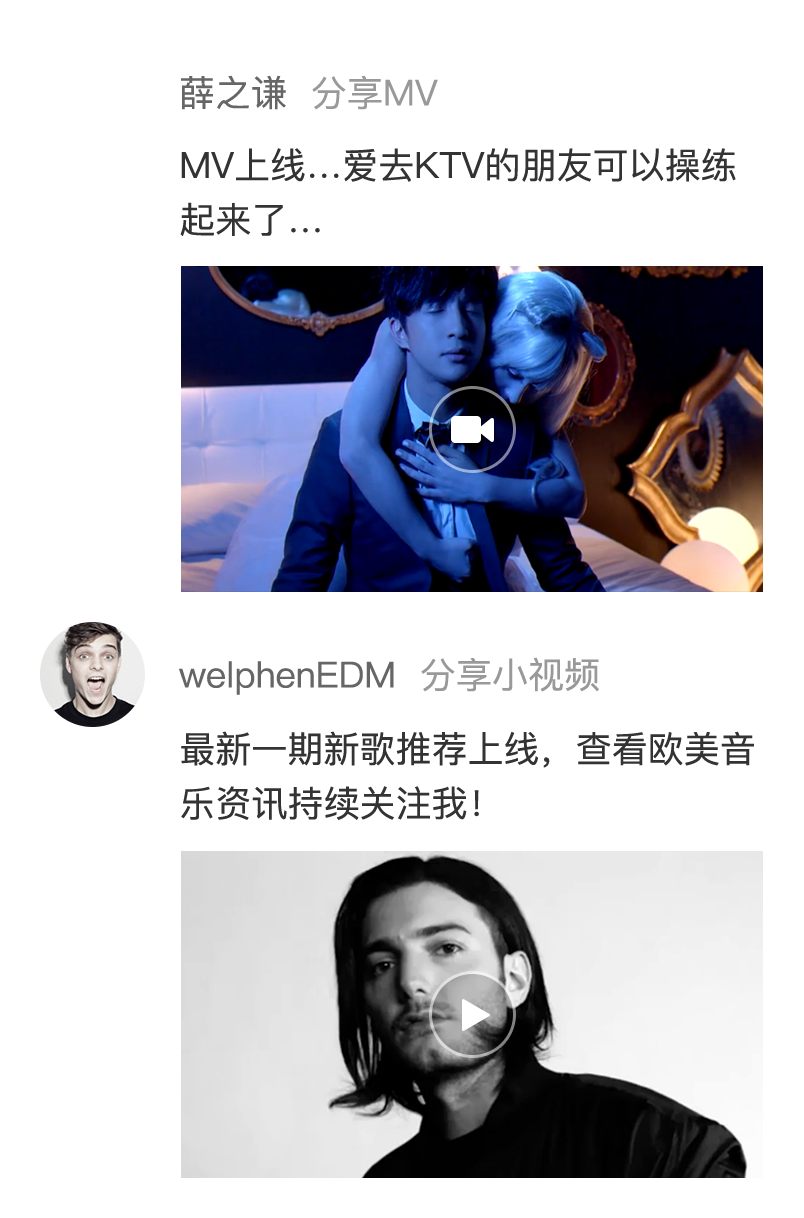 薛之谦 分享MV
MV上线…爱去KTV的朋友可以操练
起来了…
welphenEDM 分享小视频
最新一期新歌推荐上线，查看欧美音
乐资讯持续关注我！